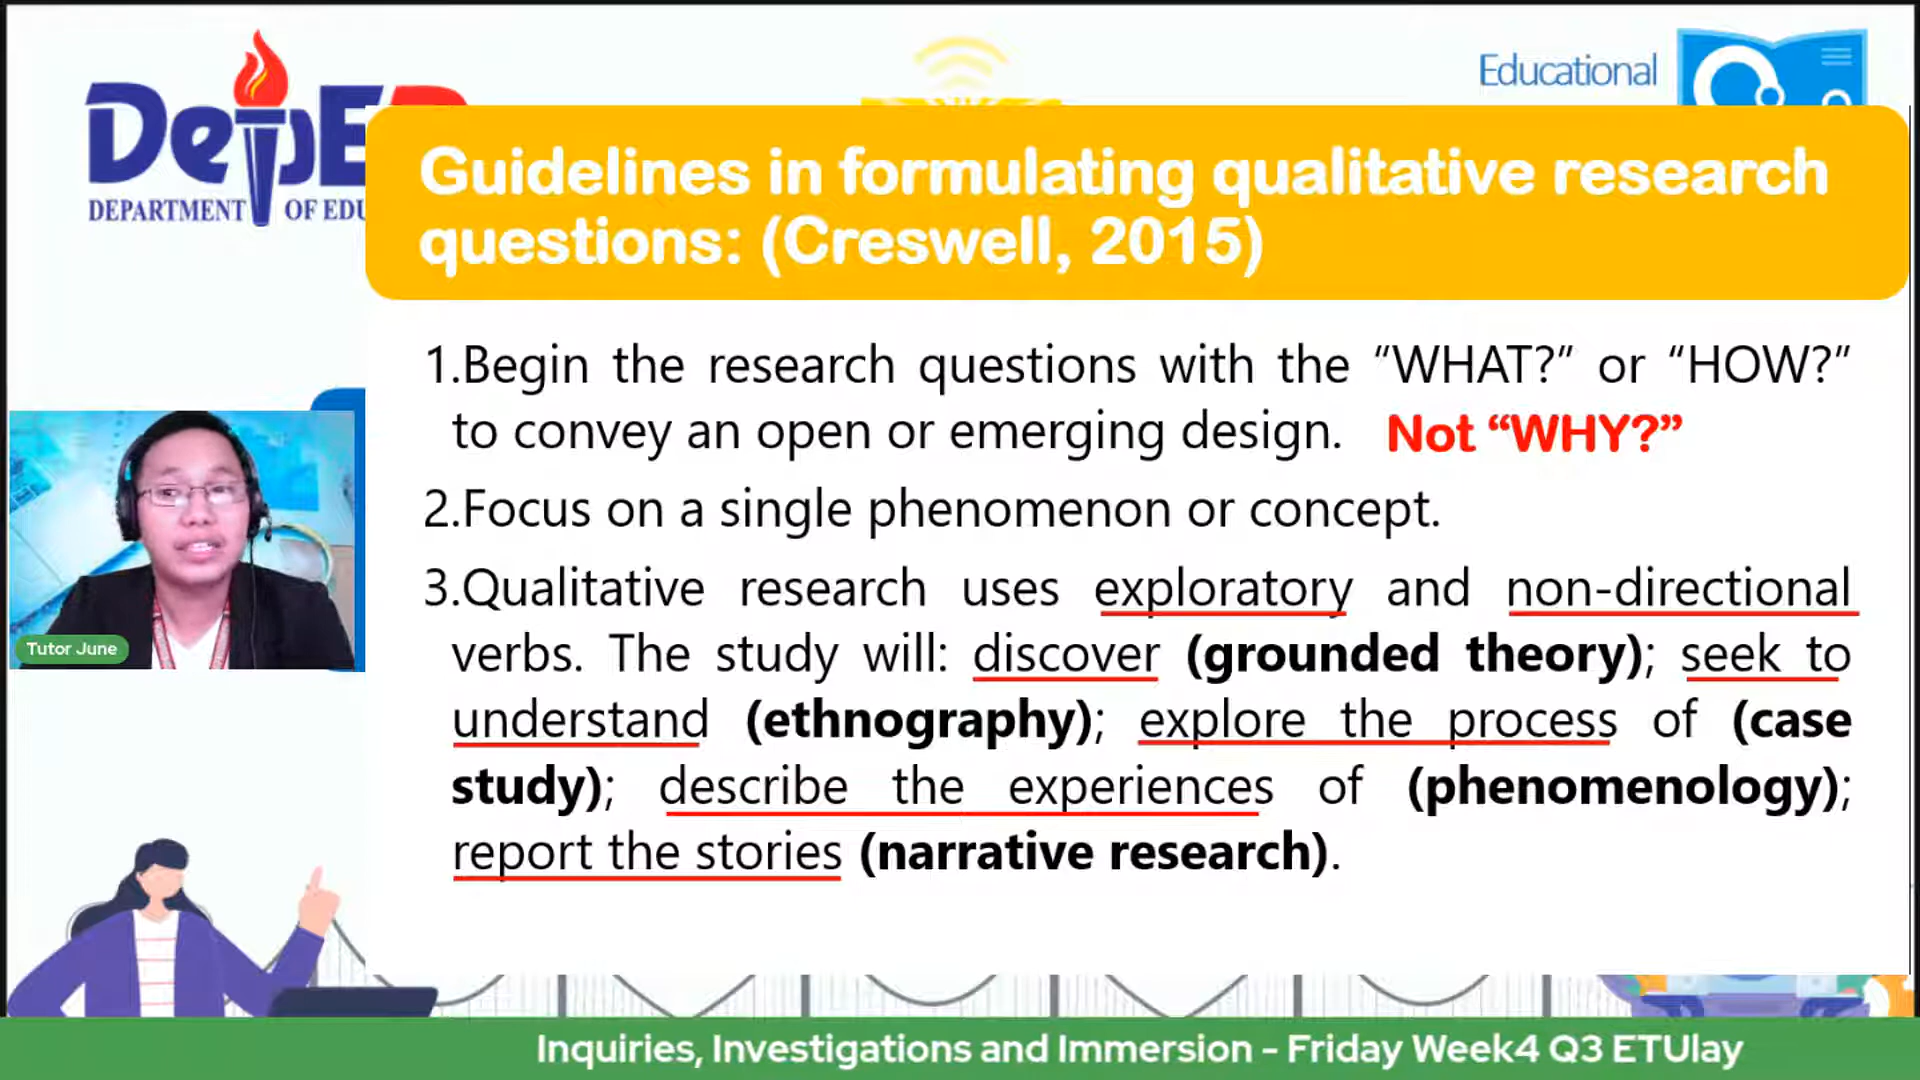 DepE
DEPARTMENT OF EDU
Educational
Guidelines in formulating qualitative research
questions: (Creswell, 2015)
1.Begin the research questions with the “WHAT?” or “HOW?”
to convey an open or emerging design. Not “WHY?”
2.Focus on a single phenomenon or concept.
3.Qualitative research uses exploratory and non-directional
verbs. The study will: discover (grounded theory); seek to
understand (ethnography); explore the process of (case
study); describe the experiences of (phenomenology);
report the stories (narrative research).
Tutor June
Inquiries, Investigations and Immersion - Friday Week4 Q3 ETUlay